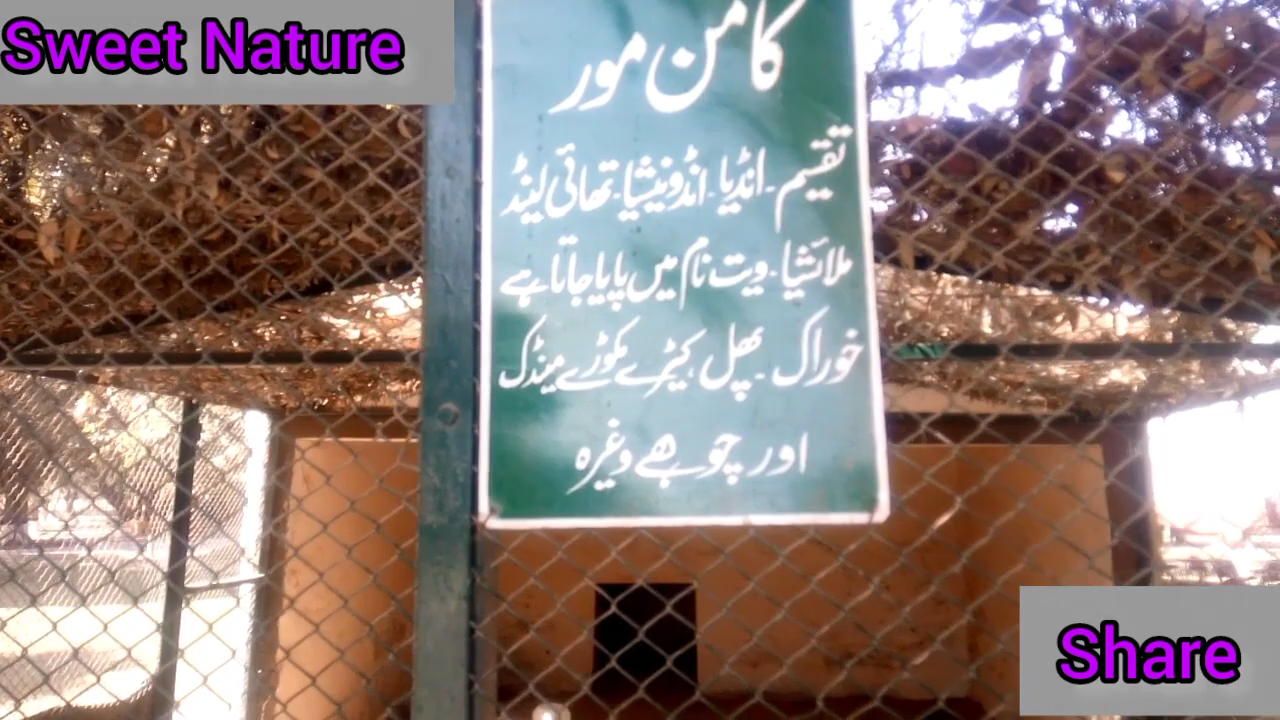 Sweet Nature
کامن مور
تقسیم - انڈیا - انڈونیشیا - تھائی لینڈ
ملائشیا - ویت نام میں پایا جاتا ہے
خوراک - پھل، کیڑے مکوڑے مینڈک
اور چوہے وغرہ
Share